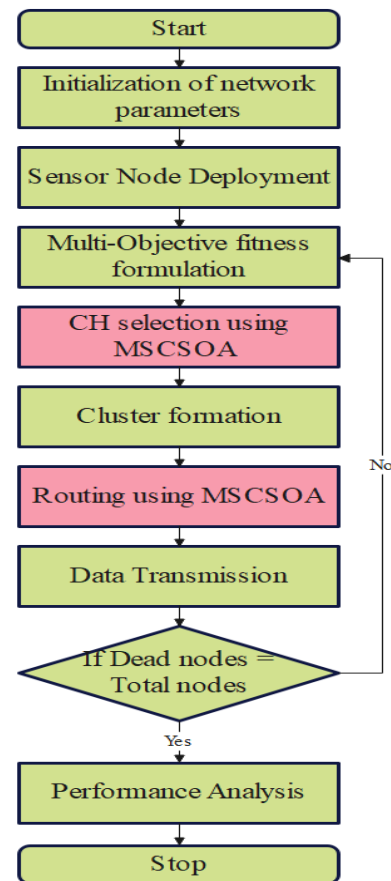 Start
Initialization of network
parameters
Sensor Node Deployment
Multi-Objective fitness
formulation
CH selection using
MSCSOA
Cluster formation
No
Routing using MSCSOA
Data Transmission
If Dead nodes =
Total nodes
Yes
Performance Analysis
Stop